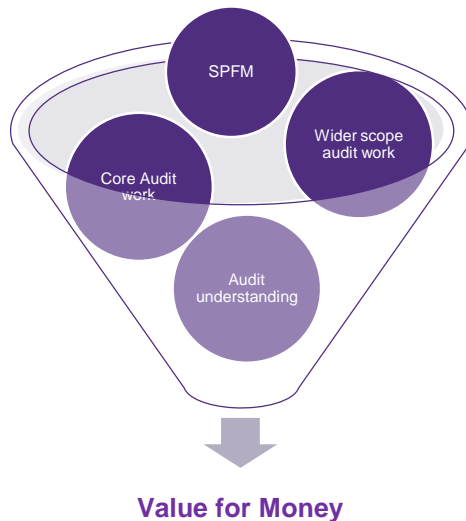 SPFM
Wider scope
audit work
Core Audit
work
Audit
understanding
Value for Money